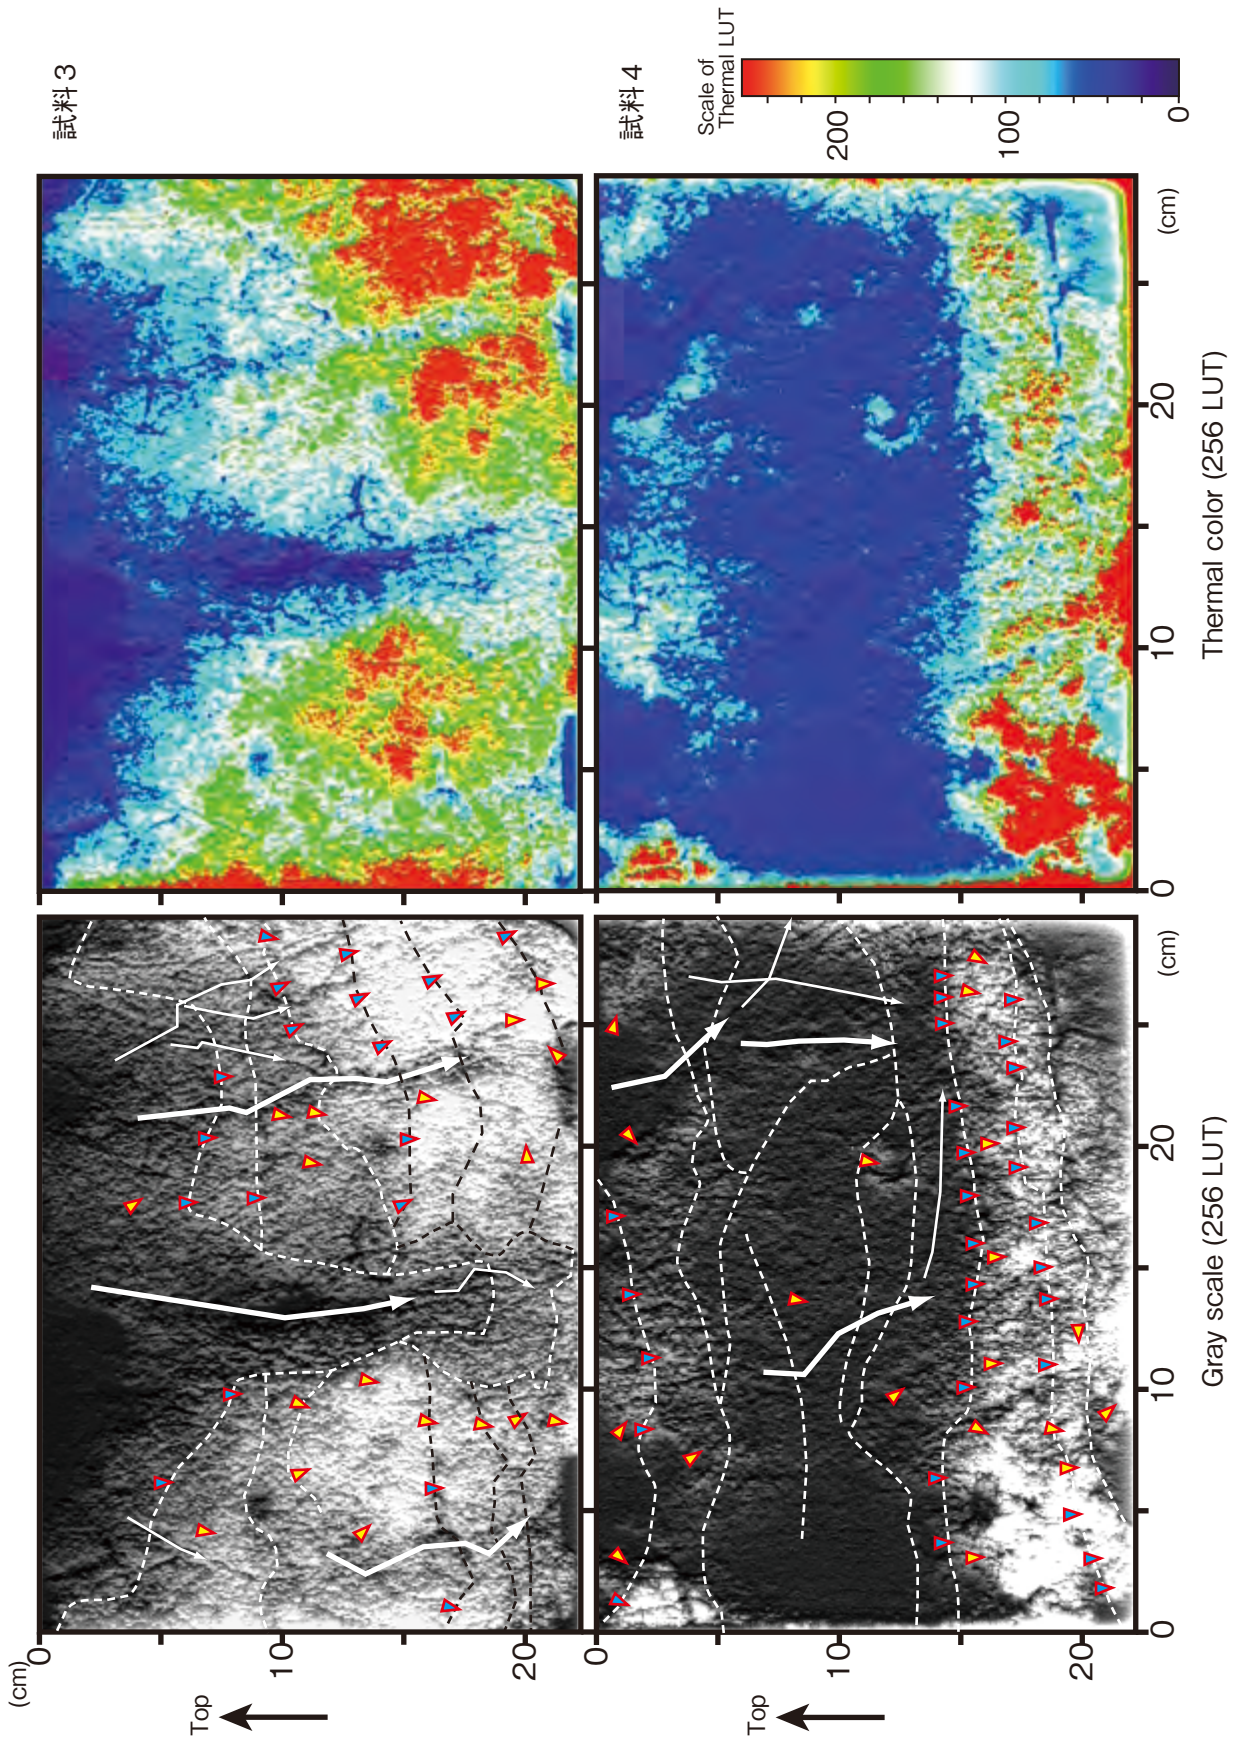 (cm)
0
試料3
Top
10
20
0
試料4
Scale of
Thermal LUT
Top
200
10
100
20
0
0 10 20 (cm) 0 10 20 (cm)
Gray scale (256 LUT) Thermal color (256 LUT)